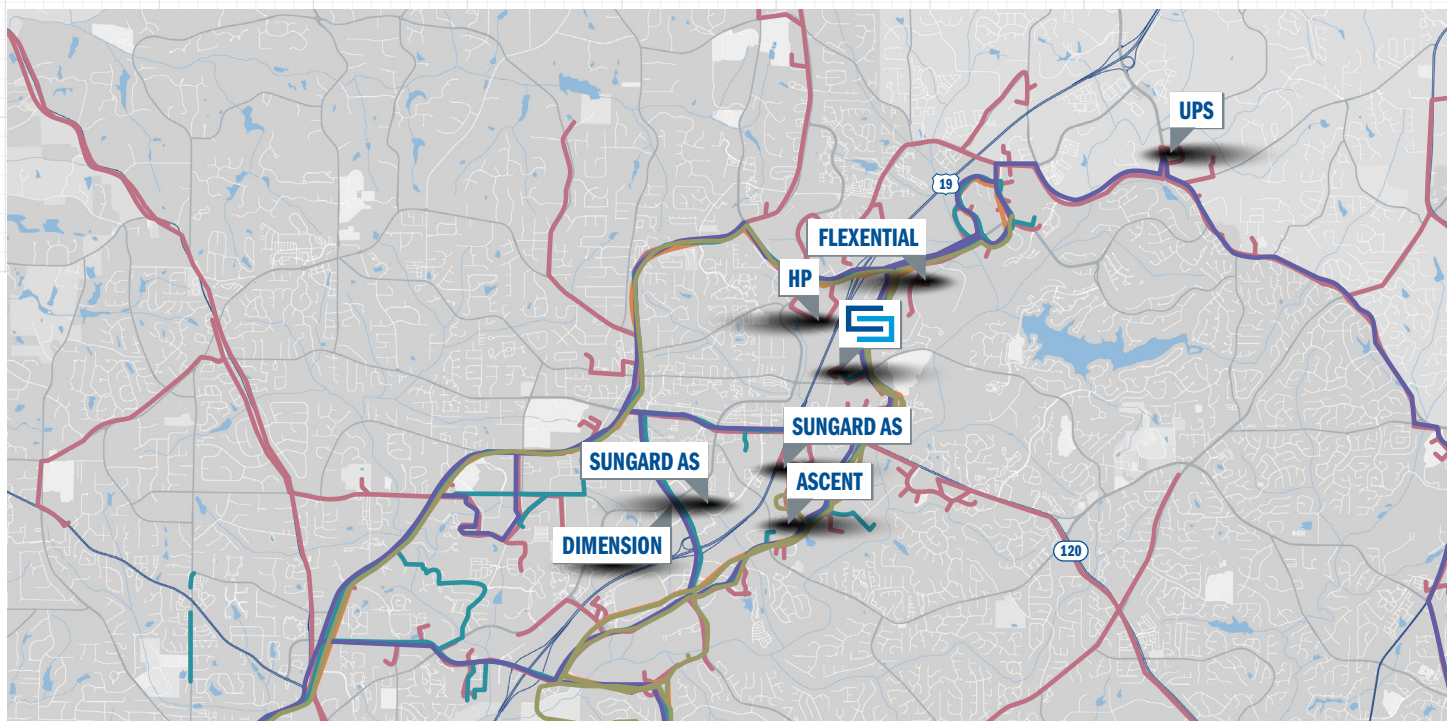 UPS
19
FLEXENTIAL
HP
SUNGARD AS
SUNGARD AS
ASCENT
DIMENSION
120